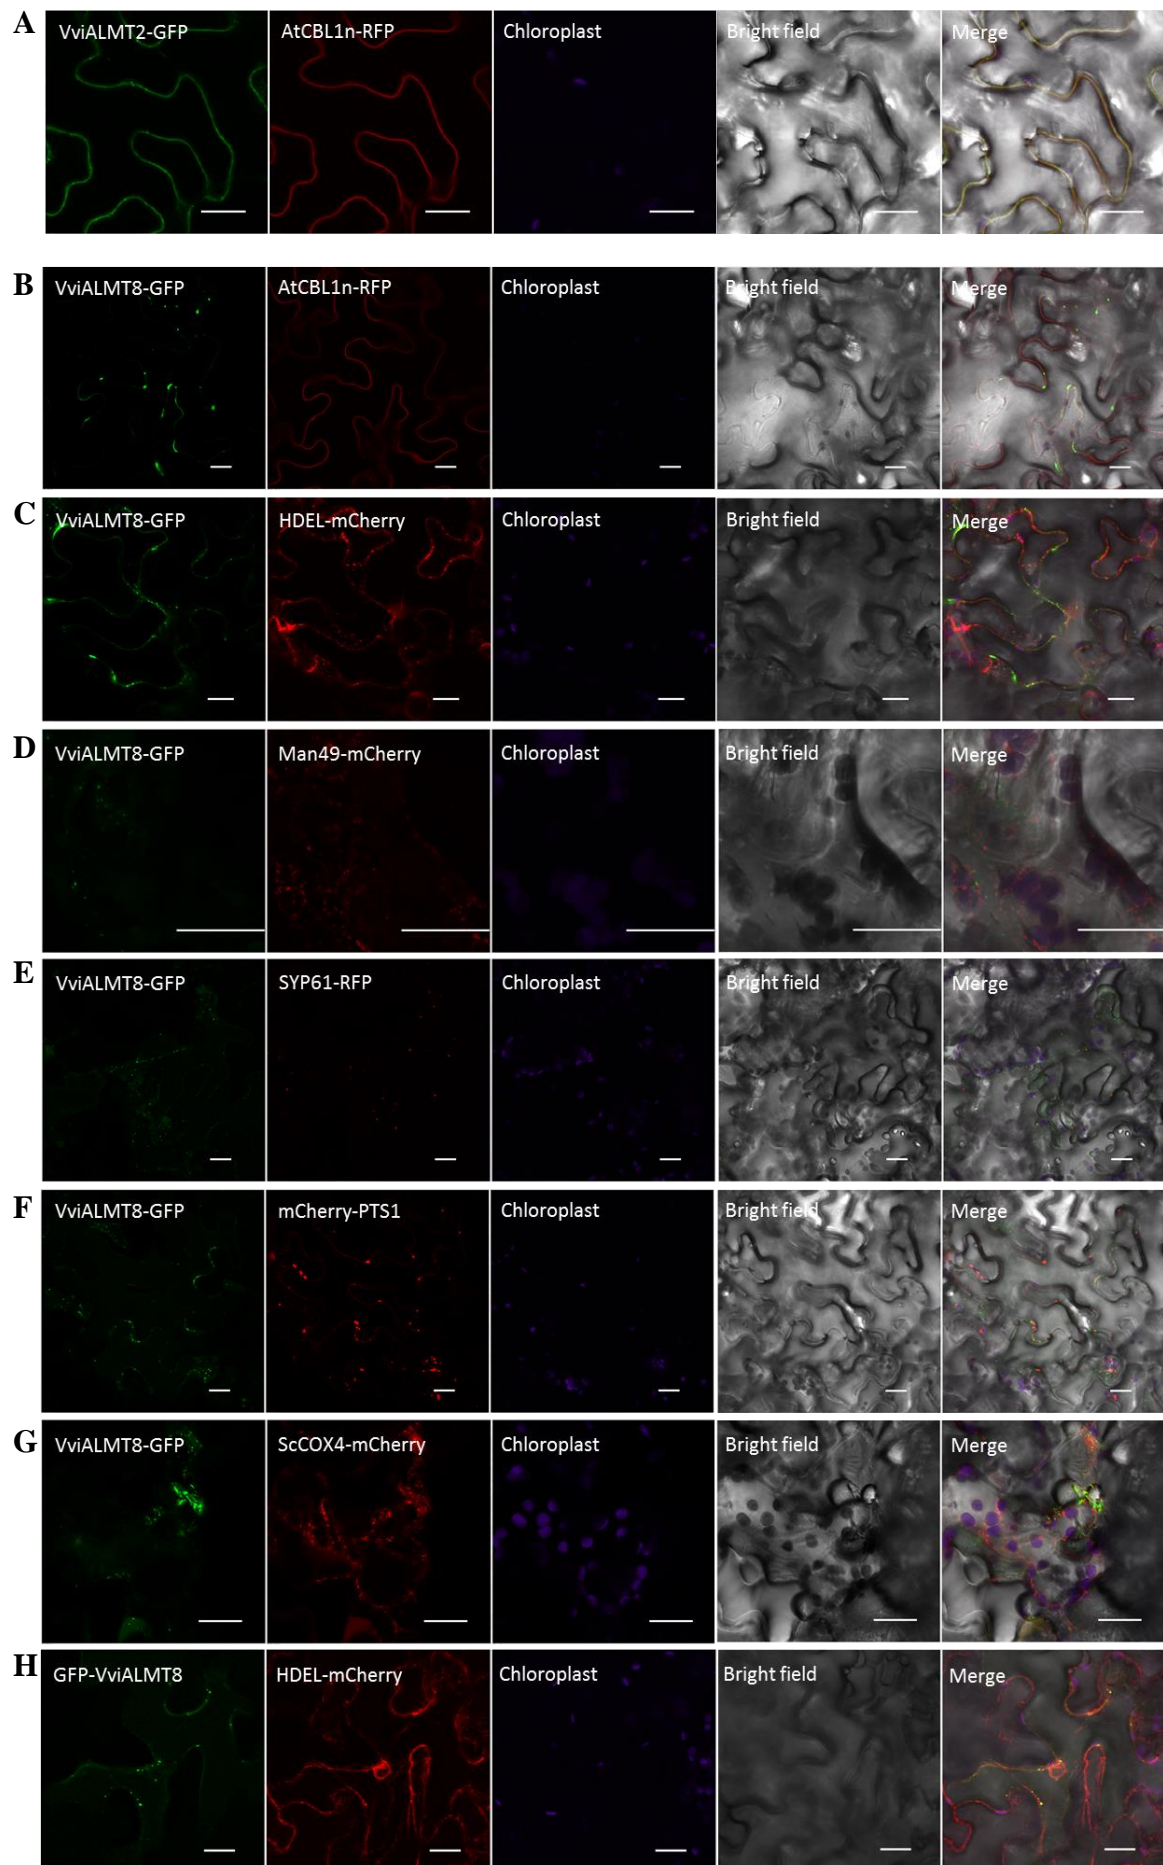 A
VviALMT2-GFP AtCBL1n-RFP Chloroplast Bright field Merge
B
VviALMT8-GFP AtCBL1n-RFP Chloroplast Bright field Merge
C
VviALMT8-GFP HDEL-mCherry Chloroplast Bright field Merge
D
VviALMT8-GFP Man49-mCherry Chloroplast Bright field Merge
E
VviALMT8-GFP SYP61-RFP Chloroplast Bright field Merge
F
VviALMT8-GFP mCherry-PTS1 Chloroplast Bright field Merge
G
VviALMT8-GFP ScCOX4-mCherry Chloroplast Bright field Merge
H
GFP-VviALMT8 HDEL-mCherry Chloroplast Bright field Merge